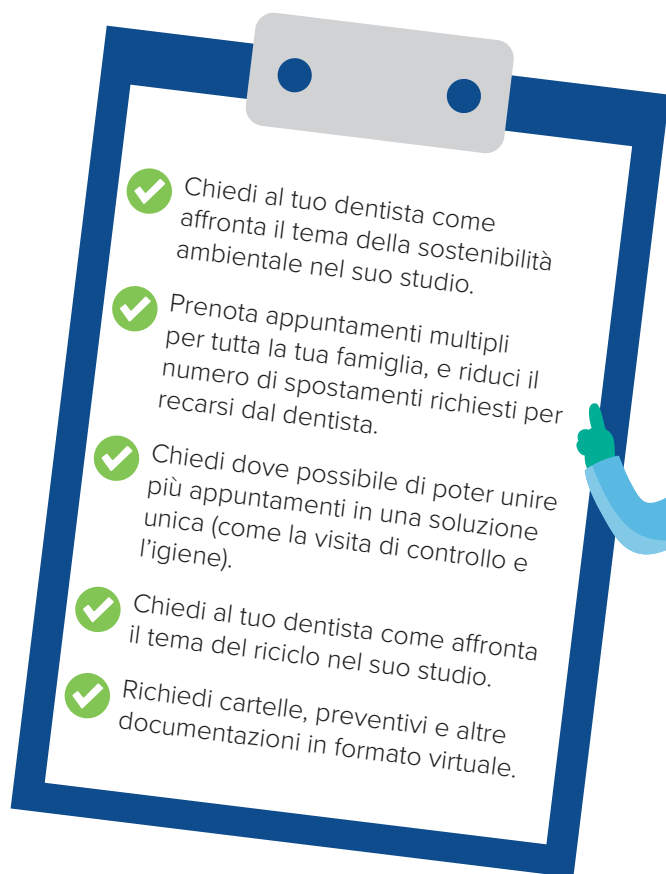 Chiedi al tuo dentista come
affronta il tema della sostenibilità
ambientale nel suo studio.
Prenota appuntamenti multipli
per tutta la tua famiglia, e riduci il
numero di spostamenti richiesti per
recarsi dal dentista.
Chiedi dove possibile di poter unire
più appuntamenti in una soluzione
unica (come la visita di controllo e
l’igiene).
Chiedi al tuo dentista come affronta
il tema del riciclo nel suo studio.
Richiedi cartelle, preventivi e altre
documentazioni in formato virtuale.